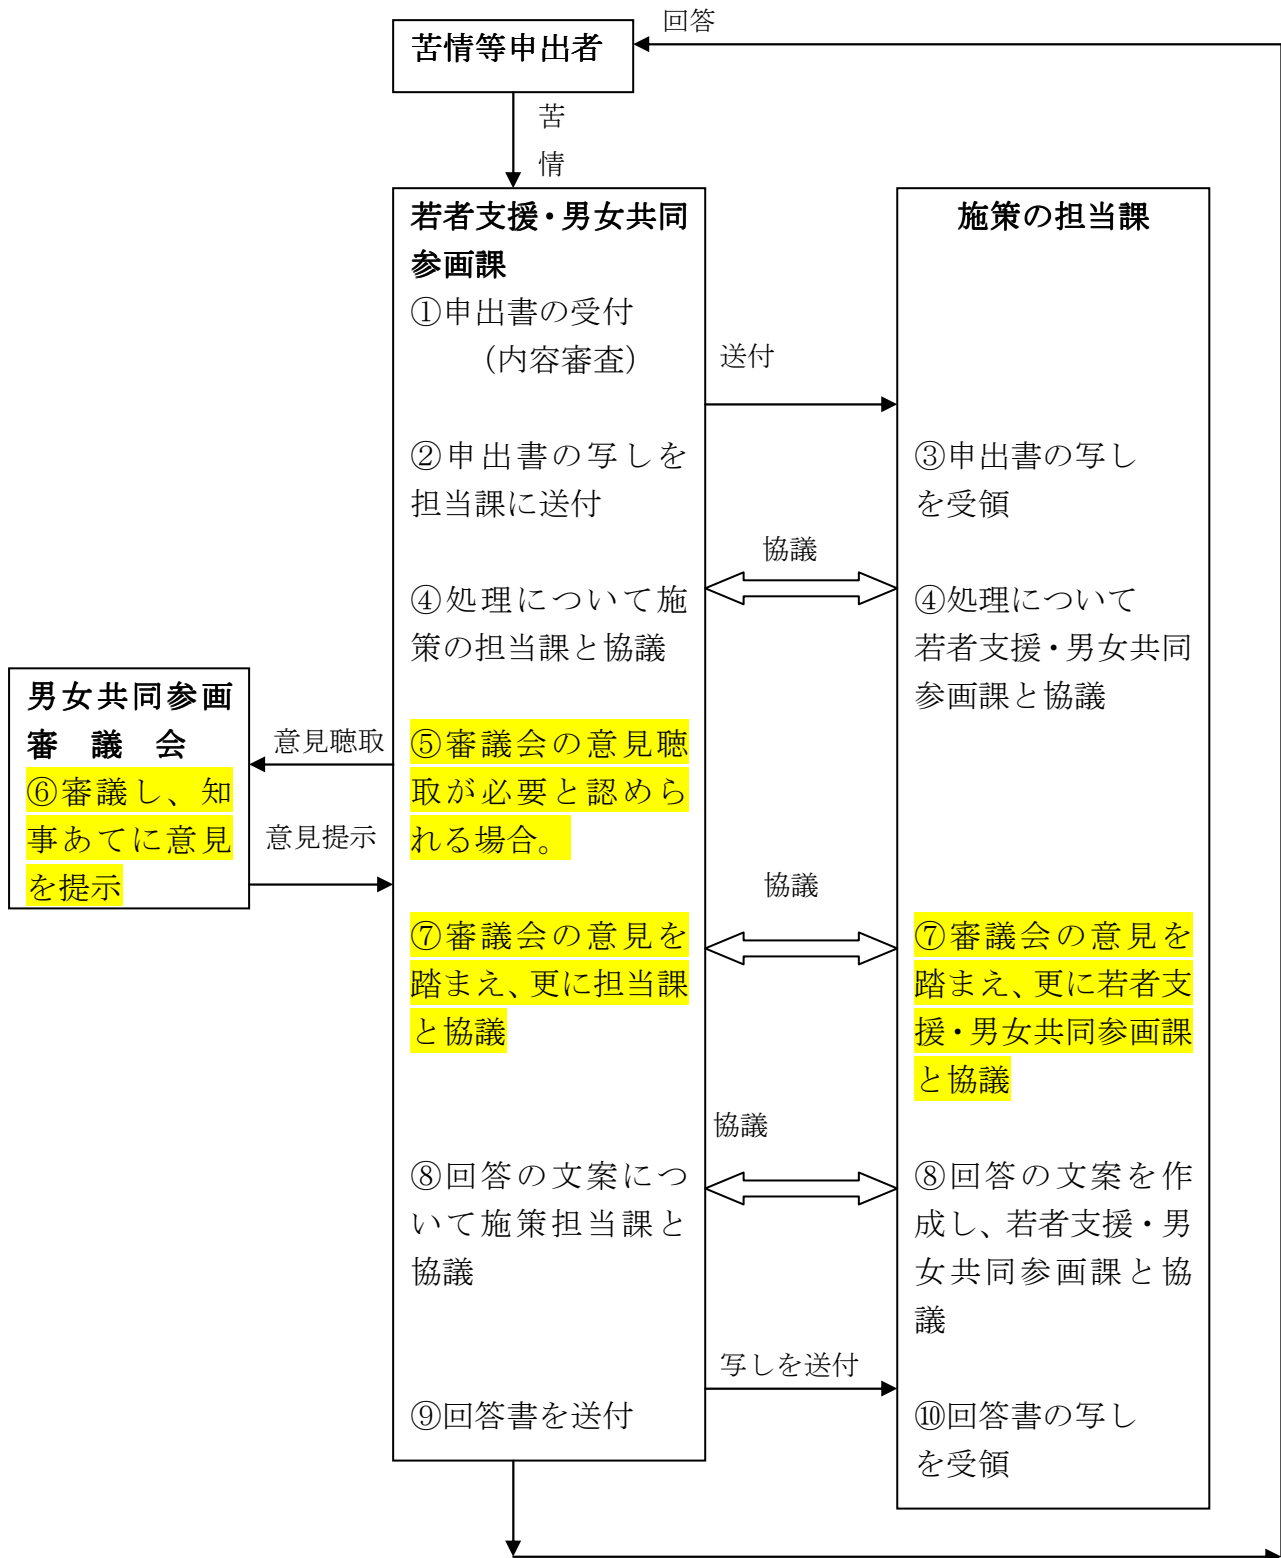 回答
苦情等申出者
苦
情
若者支援・男女共同
参画課
①申出書の受付
（内容審査）
送付
②申出書の写しを
担当課に送付
協議
④処理について施
策の担当課と協議
意見聴取
⑤審議会の意見聴
取が必要と認めら
れる場合。
意見提示
協議
⑦審議会の意見を
踏まえ、更に担当課
と協議
協議
⑧回答の文案につ
いて施策担当課と
協議
写しを送付
⑨回答書を送付
施策の担当課
③申出書の写し
を受領
④処理について
若者支援・男女共同
参画課と協議
⑦審議会の意見を
踏まえ、更に若者支
援・男女共同参画課
と協議
⑧回答の文案を作
成し、若者支援・男
女共同参画課と協
議
⑩回答書の写し
を受領
男女共同参画
審　議　会
⑥審議し、知
事あてに意見
を提示